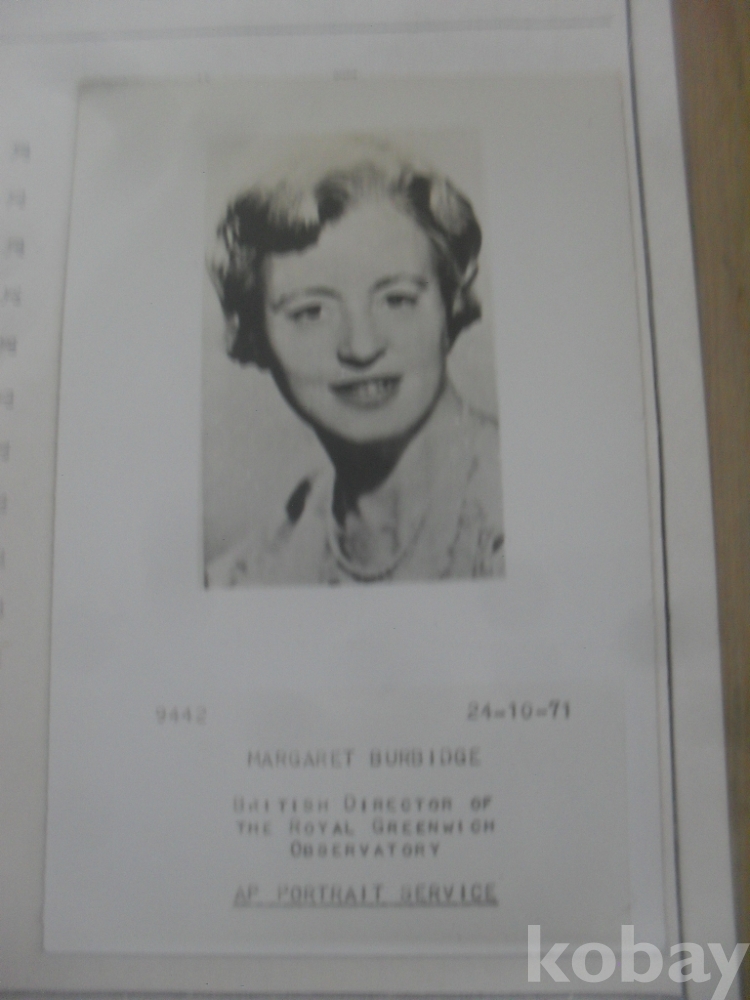 9442 24-10-71
MARGARET BURBIDGE
BRITISH DIRECTOR OF
THE ROYAL GREENWICH
OBSERVATORY
AP PORTRAIT SERVICE
kobay